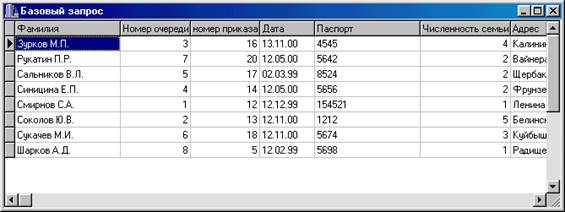 Базовый запрос
Фамилия Номер очереди номер приказа Дата Паспорт Численность семьи Адрес
Зурков М.П. 3 16 13.11.00 4545 4 Калинин
Рукатин П.Р. 7 20 12.05.00 5642 2 Вайнера
Сальников В.Л. 5 17 02.03.99 8524 2 Щербак
Синицина Е.П. 4 14 12.05.00 5656 2 Фрунзе
Смирнов С.А. 1 12 12.12.99 154521 1 Ленина
Соколов Ю.В. 2 13 12.11.00 1212 5 Белинск
Сукачев М.И. 6 18 12.11.00 5674 3 Куйбыш
Шарков А.Д. 8 5 12.02.99 5698 1 Радище